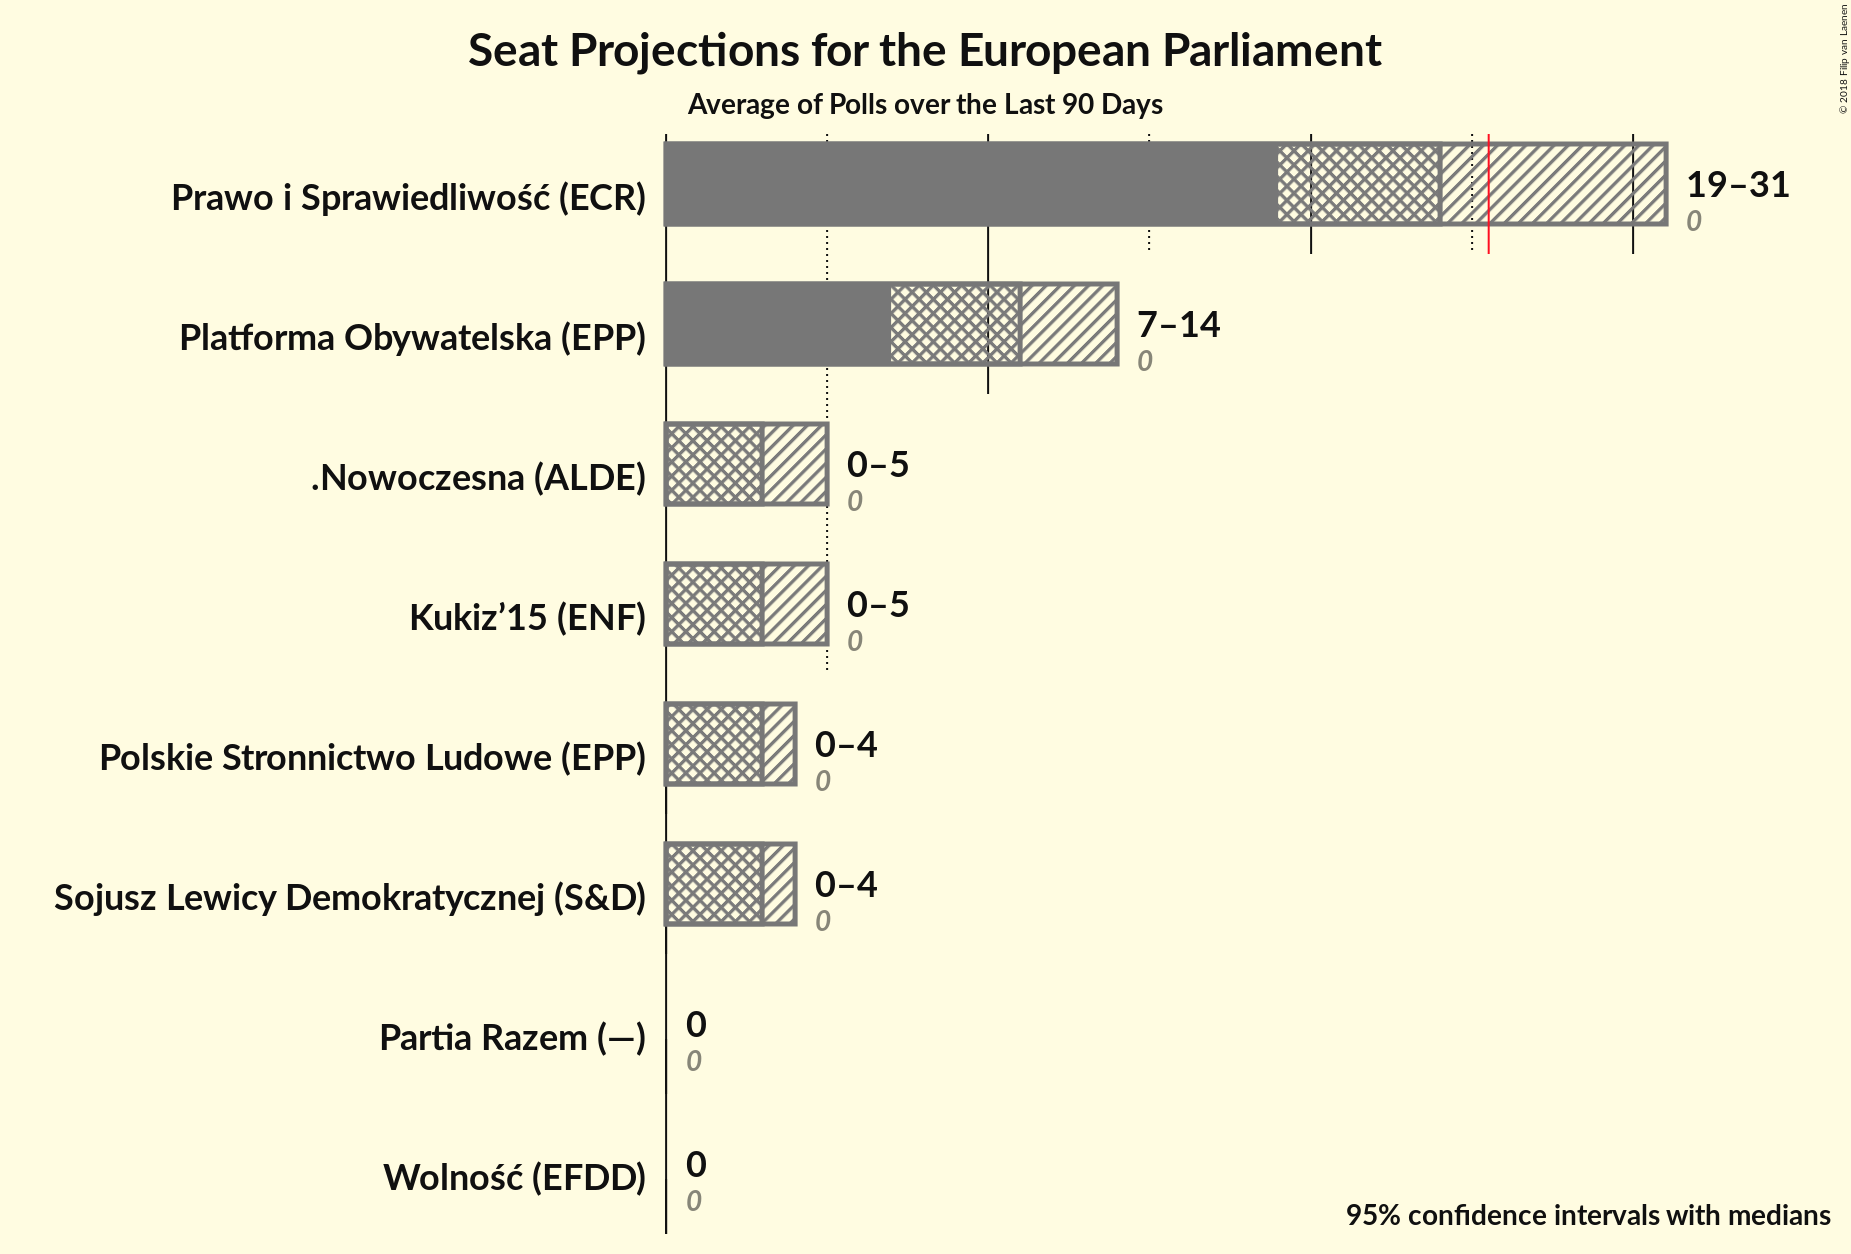 Seat Projections for the European Parliament
Average of Polls over the Last 90 Days
© 2018 Filip van Laenen
Prawo i Sprawiedliwość (ECR)
19–31
0
Platforma Obywatelska (EPP)
7–14
0
.Nowoczesna (ALDE)
0–5
0
Kukiz’15 (ENF)
0–5
0
Polskie Stronnictwo Ludowe (EPP)
0–4
0
Sojusz Lewicy Demokratycznej (S&D)
0–4
0
Partia Razem (—)
0
0
Wolność (EFDD)
0
0
95% confidence intervals with medians